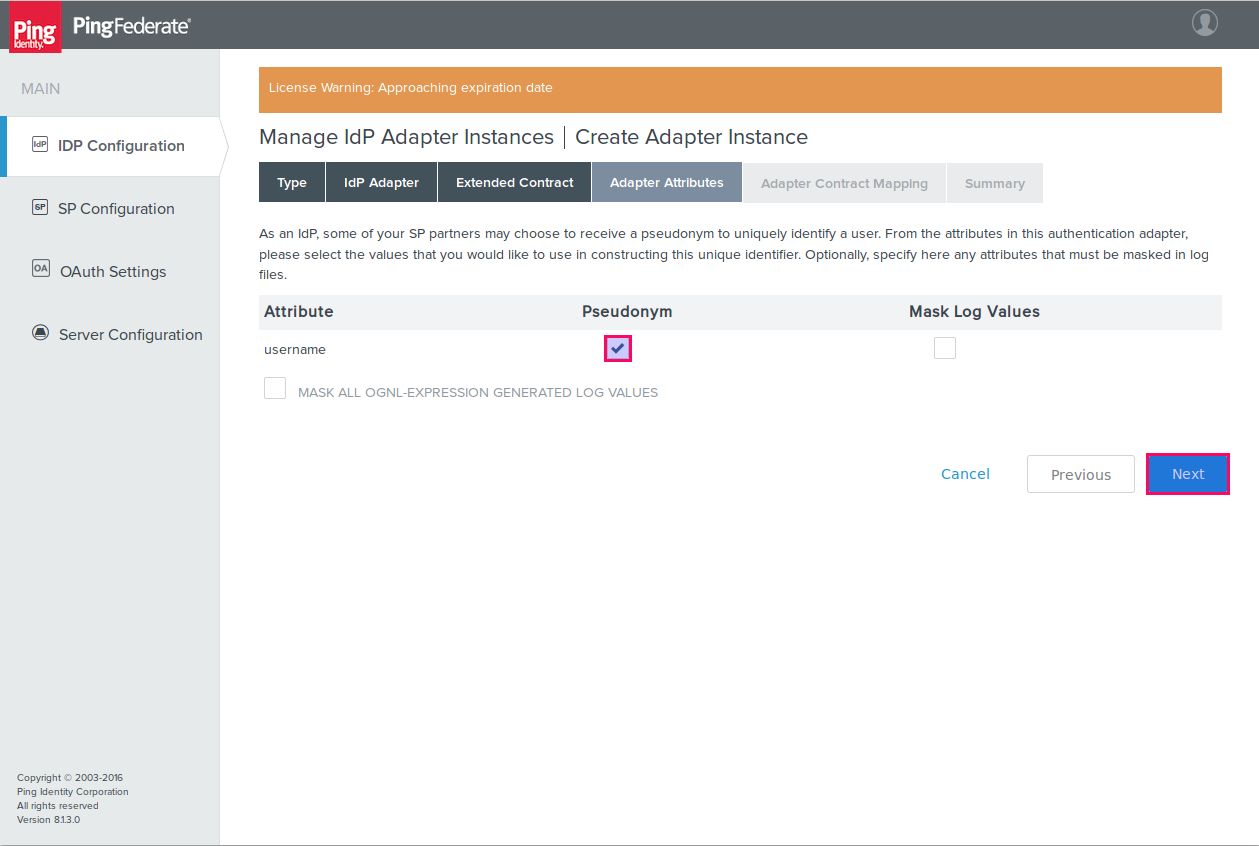 Ping
Identity.
PingFederate®
MAIN
IdP IDP Configuration
SP SP Configuration
OA OAuth Settings
Server Configuration
License Warning: Approaching expiration date
Manage IdP Adapter Instances | Create Adapter Instance
Type IdP Adapter Extended Contract Adapter Attributes Adapter Contract Mapping Summary
As an IdP, some of your SP partners may choose to receive a pseudonym to uniquely identify a user. From the attributes in this authentication adapter,
please select the values that you would like to use in constructing this unique identifier. Optionally, specify here any attributes that must be masked in log
files.
Attribute Pseudonym Mask Log Values
username
MASK ALL OGNL-EXPRESSION GENERATED LOG VALUES
Cancel Previous Next
Copyright © 2003-2016
Ping Identity Corporation
All rights reserved
Version 8.1.3.0